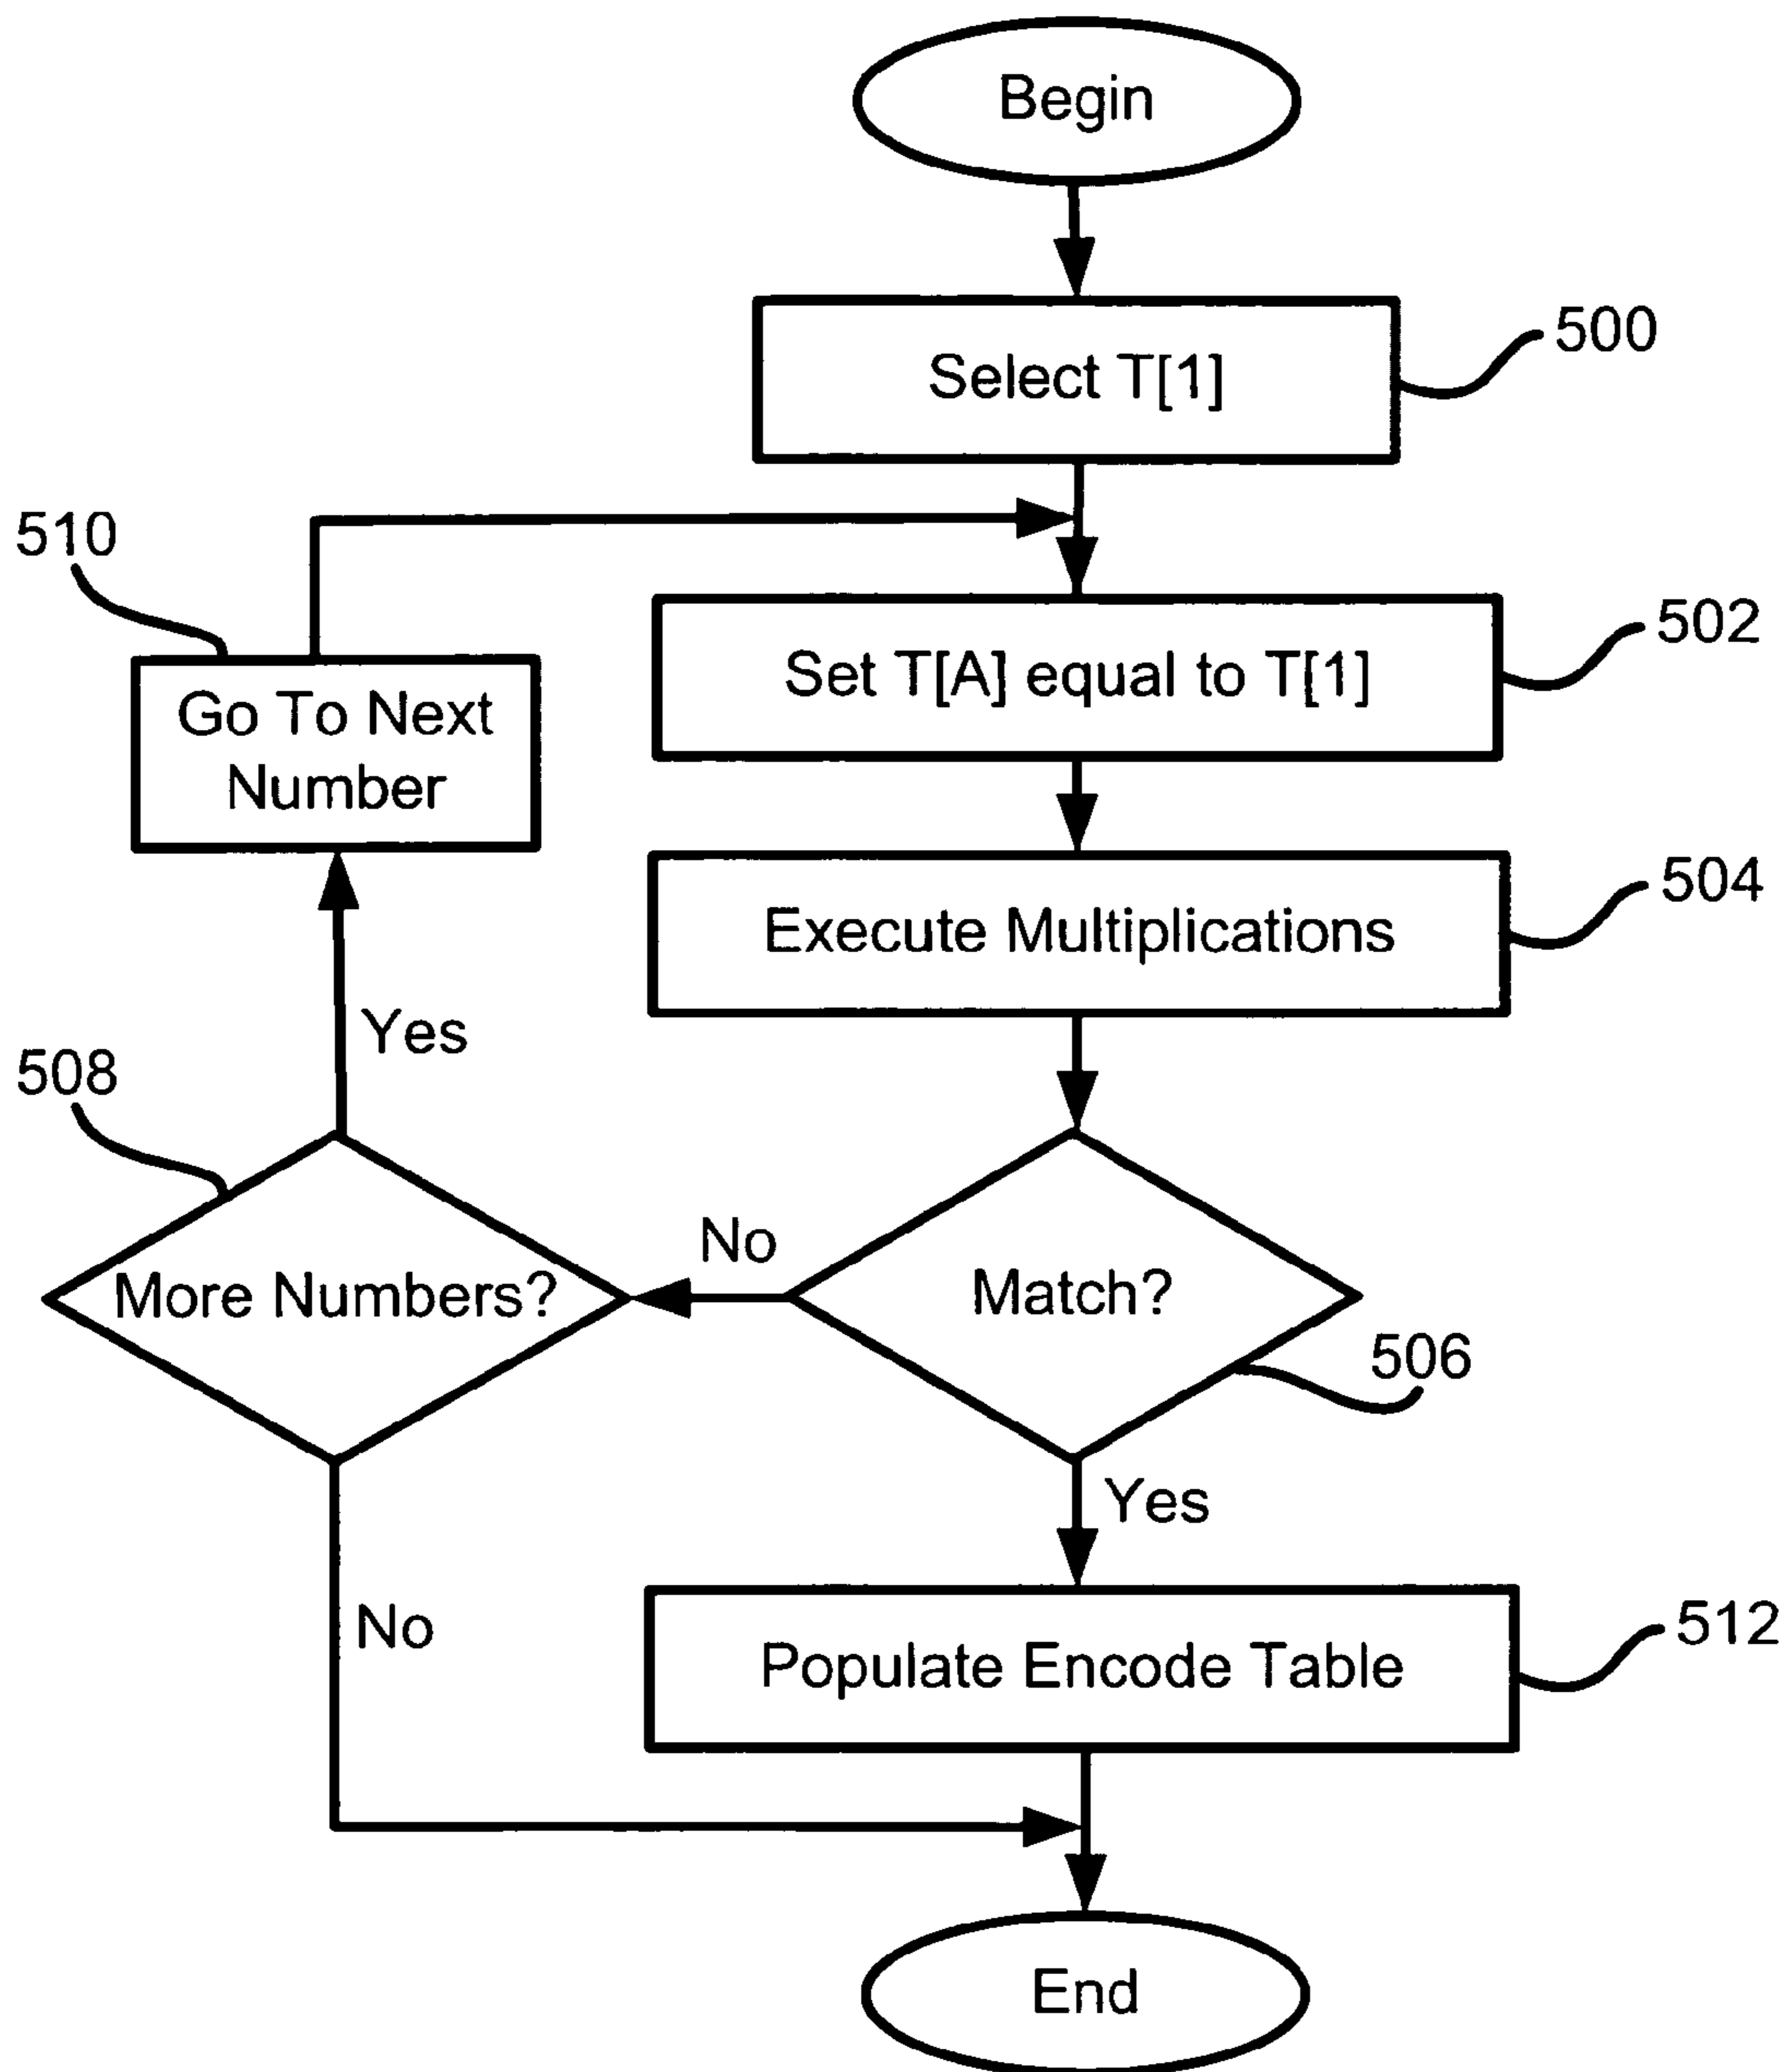 Begin
Select T[1]
500
510
Set T[A] equal to T[1]
502
Go To Next
Number
Execute Multiplications
504
Yes
508
No
More Numbers?
Match?
506
Yes
No
Populate Encode Table
512
End